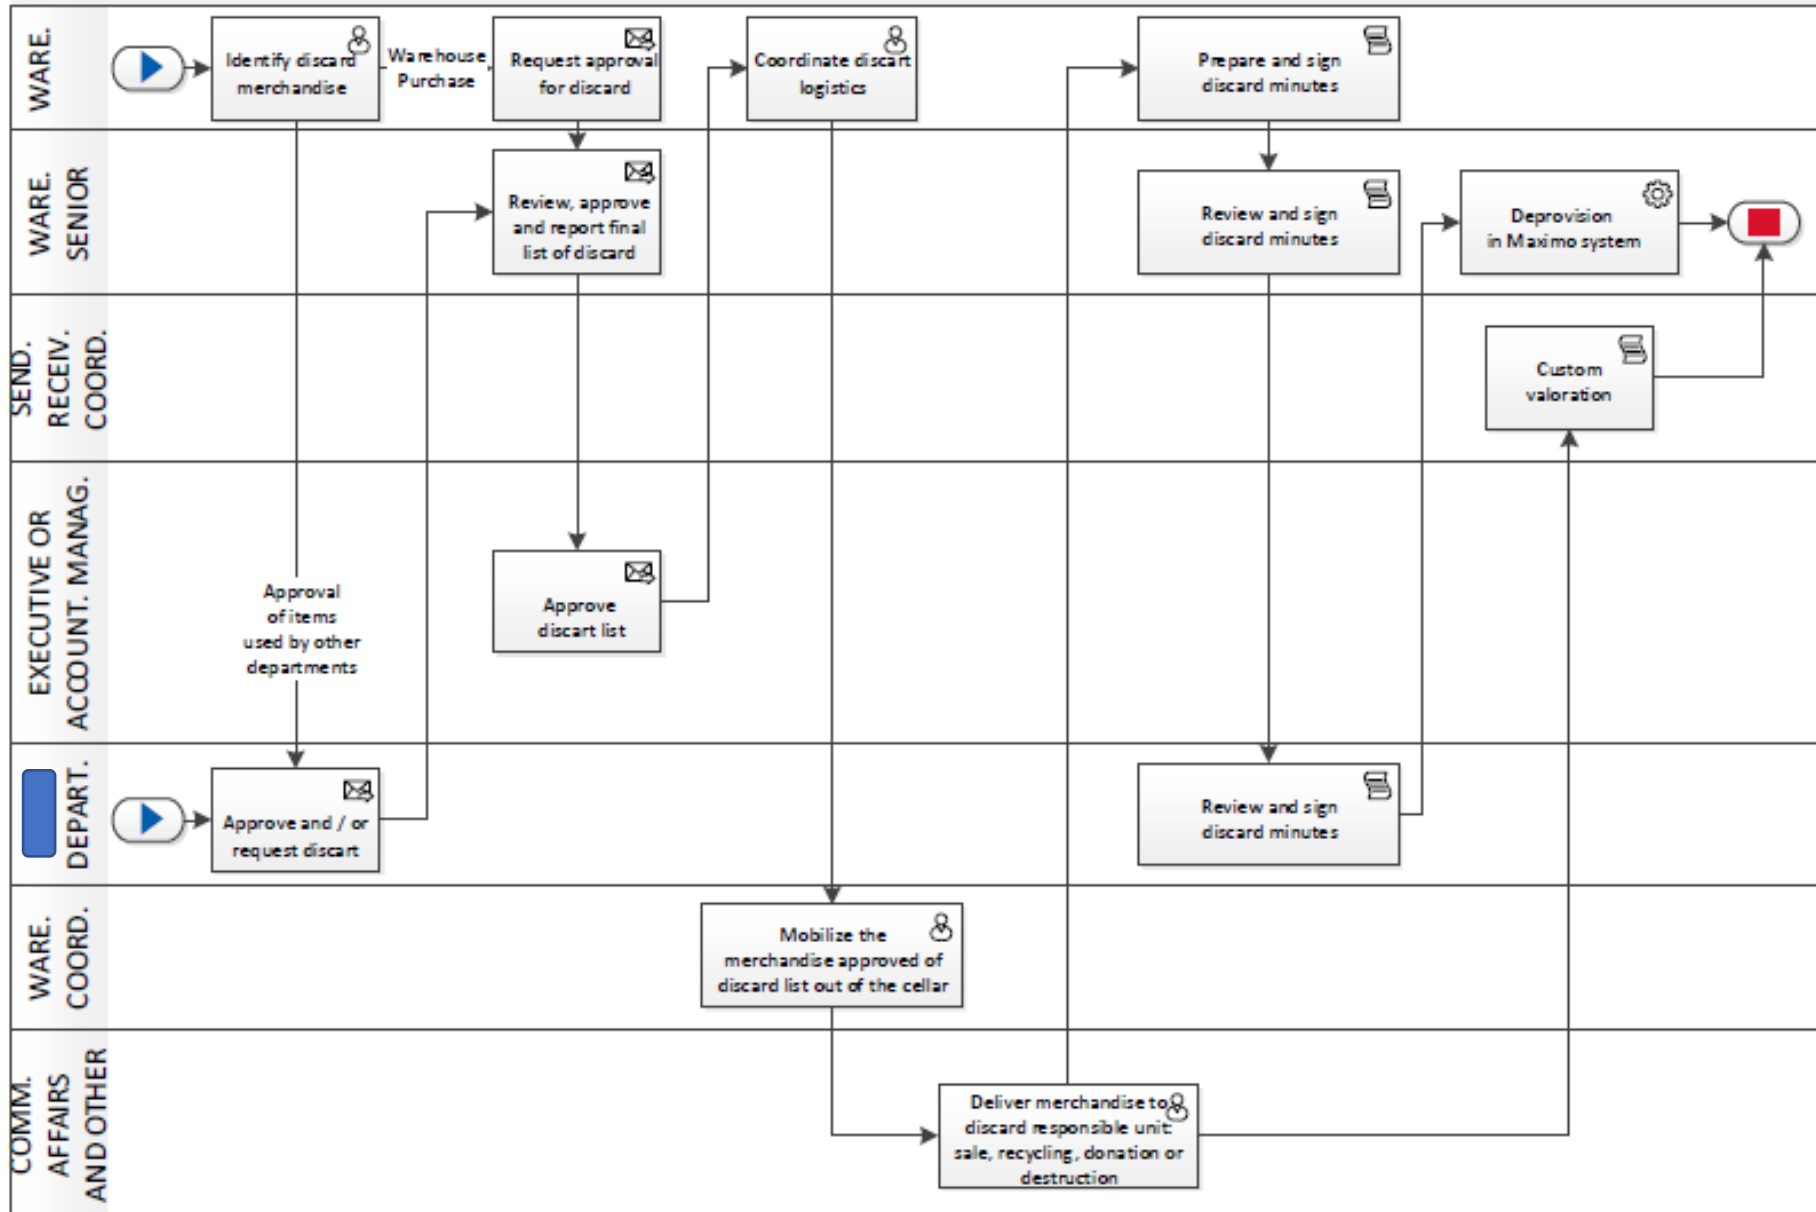 WARE.
Identify discard
merchandise
Warehouse
Purchase
Request approval
for discard
Coordinate discart
logistics
Prepare and sign
discard minutes
WARE.
SENIOR
Review, approve
and report final
list of discard
Review and sign
discard minutes
Deprovision
in Maximo system
SEND.
RECEIV.
COORD.
Custom
valoration
EXECUTIVE OR
ACOUNT. MANAG.
Approval
of items
used by other
departments
Approve
discart list
DEPART.
Approve and / or
request discart
Review and sign
discard minutes
WARE.
COORD.
Mobilize the
merchandise approved of
discard list out of the cellar
COMM.
AFFAIRS
AND OTHER
Deliver merchandise to
discard responsible unit:
sale, recycling, donation or
destruction